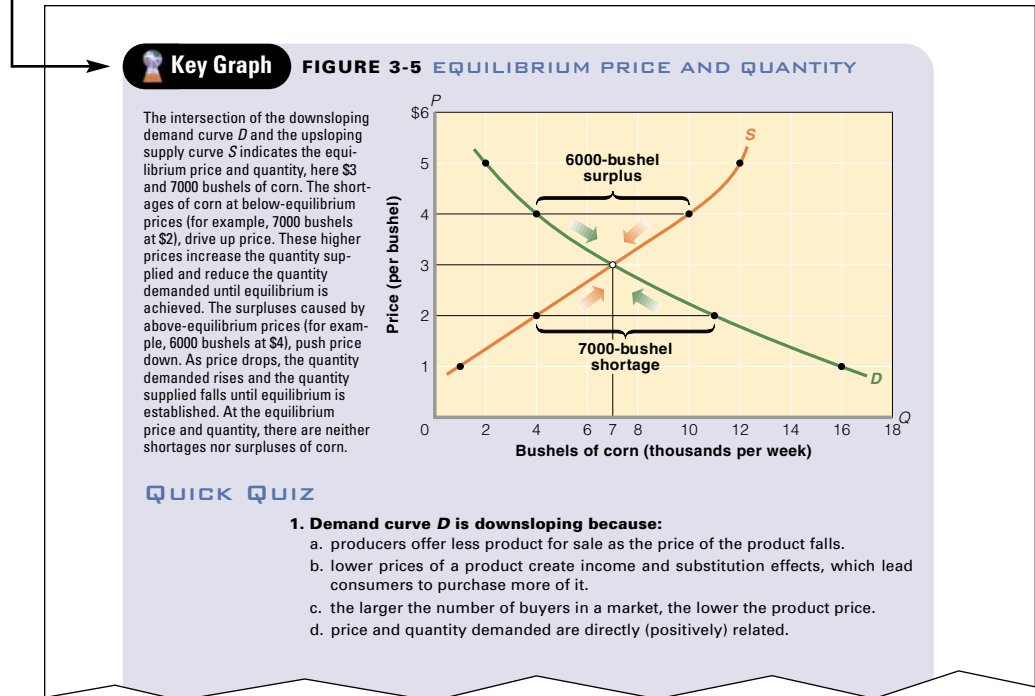 Key Graph
FIGURE 3-5 EQUILIBRIUM PRICE AND QUANTITY
The intersection of the downsloping
demand curve D and the upsloping
supply curve S indicates the equi-
librium price and quantity, here $3
and 7000 bushels of corn. The short-
ages of corn at below-equilibrium
prices (for example, 7000 bushels
at $2), drive up price. These higher
prices increase the quantity sup-
plied and reduce the quantity
demanded until equilibrium is
achieved. The surpluses caused by
above-equilibrium prices (for exam-
ple, 6000 bushels at $4), push price
down. As price drops, the quantity
demanded rises and the quantity
supplied falls until equilibrium is
established. At the equilibrium
price and quantity, there are neither
shortages nor surpluses of corn.
P
$6
5
4
3
2
1
Price (per bushel)
6000-bushel
surplus
S
7000-bushel
shortage
D
Q
0 2 4 6 7 8 10 12 14 16 18
Bushels of corn (thousands per week)
QUICK QUIZ
1. Demand curve D is downsloping because:
a. producers offer less product for sale as the price of the product falls.
b. lower prices of a product create income and substitution effects, which lead
consumers to purchase more of it.
c. the larger the number of buyers in a market, the lower the product price.
d. price and quantity demanded are directly (positively) related.